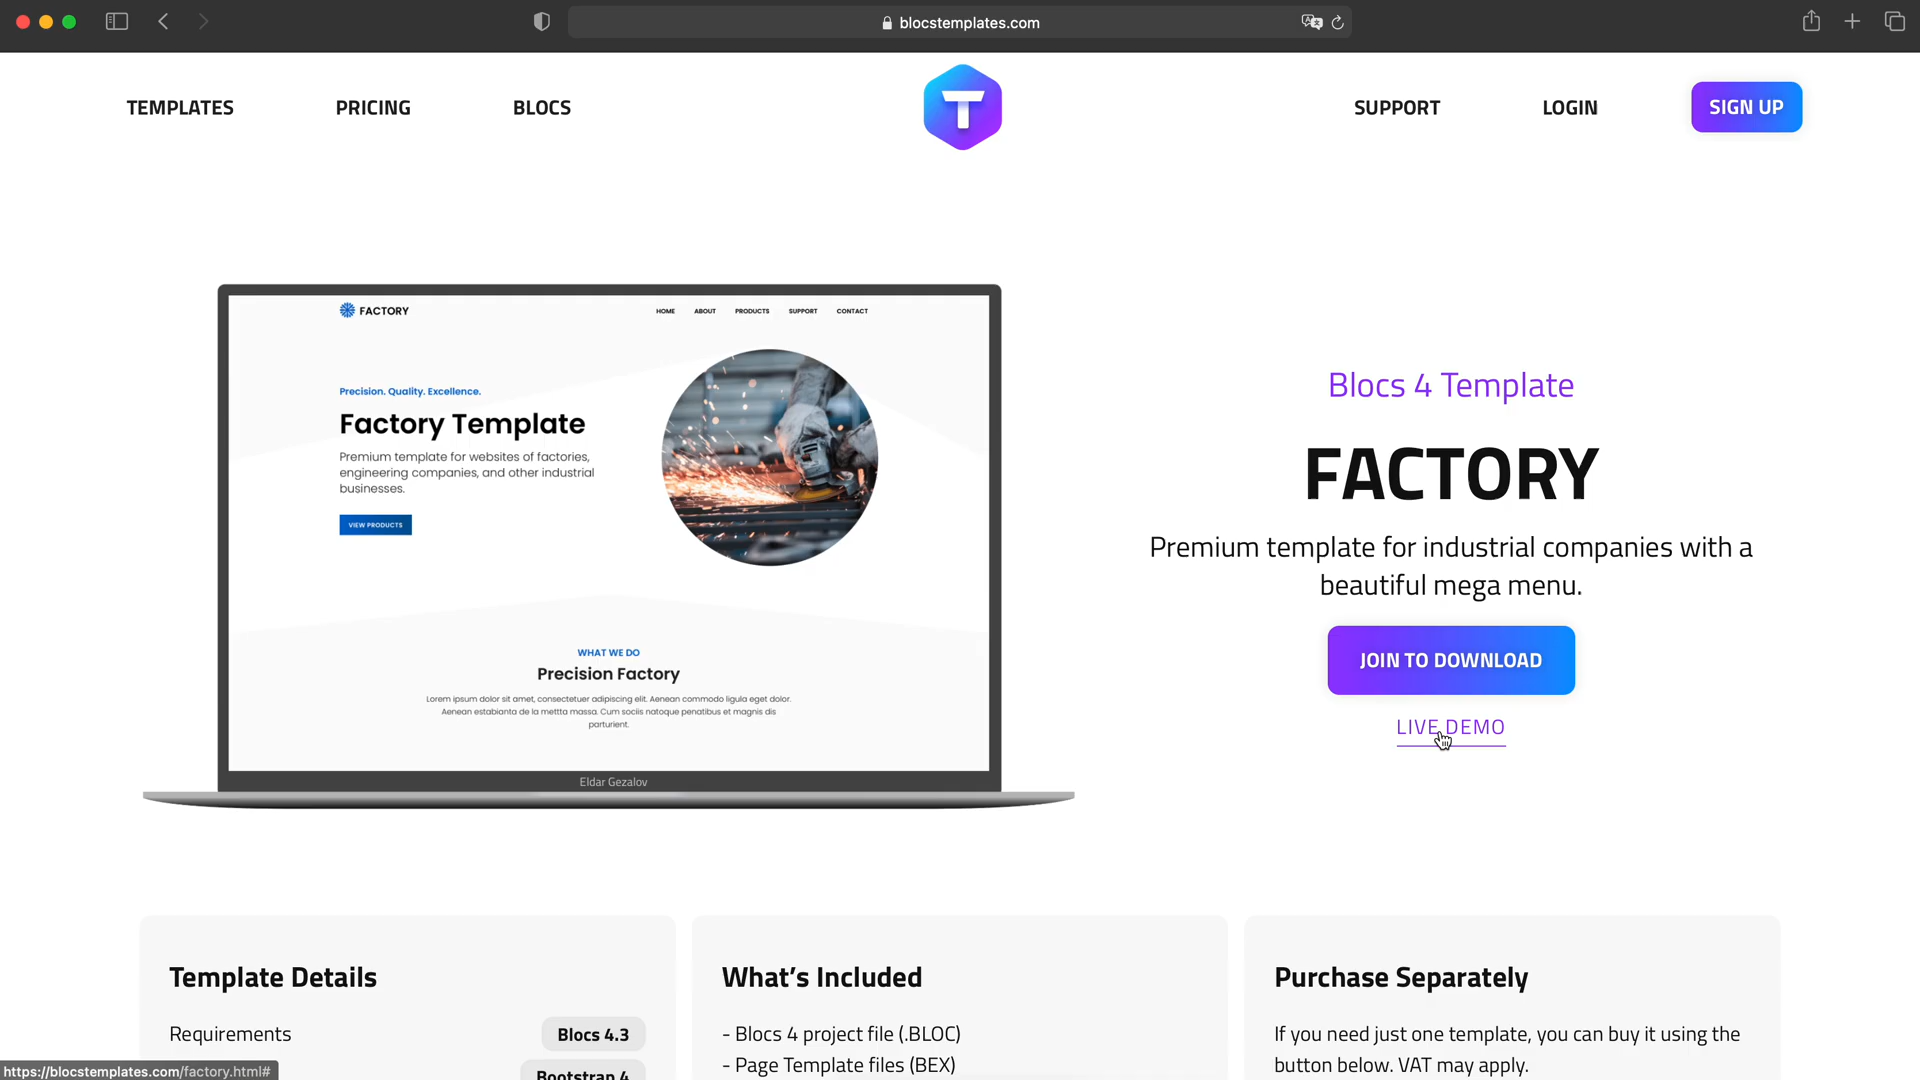 blocstemplates.com
TEMPLATES
PRICING
BLOCS
T
SUPPORT
LOGIN
SIGN UP
FACTORY
HOME
ABOUT
PRODUCTS
SUPPORT
CONTACT
Precision. Quality. Excellence.
Factory Template
Premium template for websites of factories,
engineering companies, and other industrial
businesses.
VIEW PRODUCTS
WHAT WE DO
Precision Factory
Lorem ipsum dolor sit amet, consectetuer adipiscing elit. Aenean commodo ligula eget dolor.
Aenean estabianta de la mettta massa. Cum sociis natoque penatibus et magnis dis
parturient.
Eldar Gezalov
Blocs 4 Template
FACTORY
Premium template for industrial companies with a
beautiful mega menu.
JOIN TO DOWNLOAD
LIVE DEMO
Template Details
Requirements
Blocs 4.3
Bootstrap 4
What's Included
- Blocs 4 project file (.BLOC)
- Page Template files (BEX)
Purchase Separately
If you need just one template, you can buy it using the
button below. VAT may apply.
https://blocstemplates.com/factory.html#